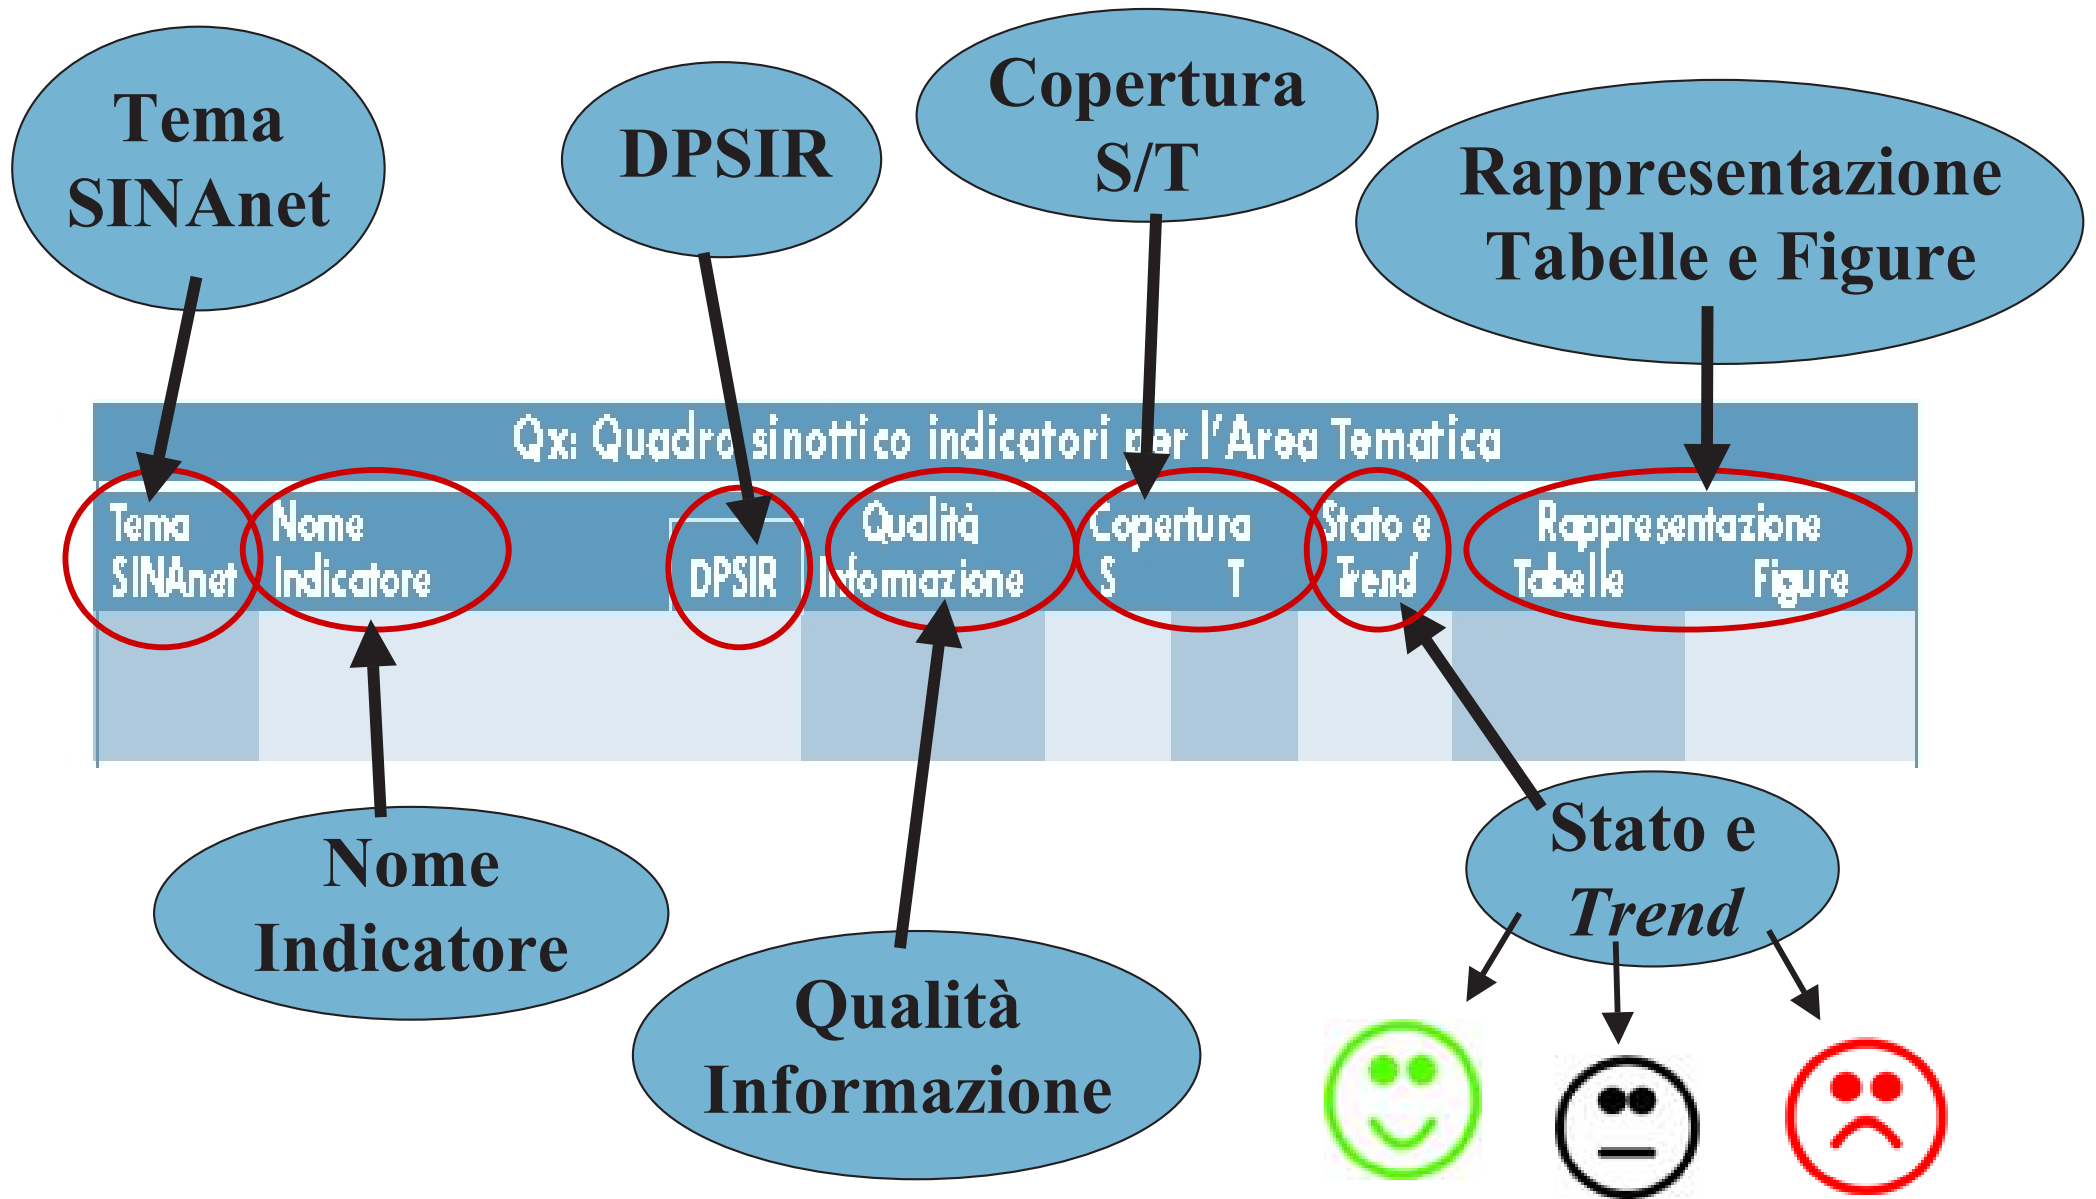 Tema
SINAnet
DPSIR
Copertura
S/T
Rappresentazione
Tabelle e Figure
Qx: Quadro sinottico indicatori per l'Area Tematica
Tema
SINAnet
Nome
Indicatore
DPSIR
Qualità
Informazione
Copertura
S T
Stato e
Trend
Rappresentazione
Tabelle Figure
Nome
Indicatore
Qualità
Informazione
Stato e
Trend